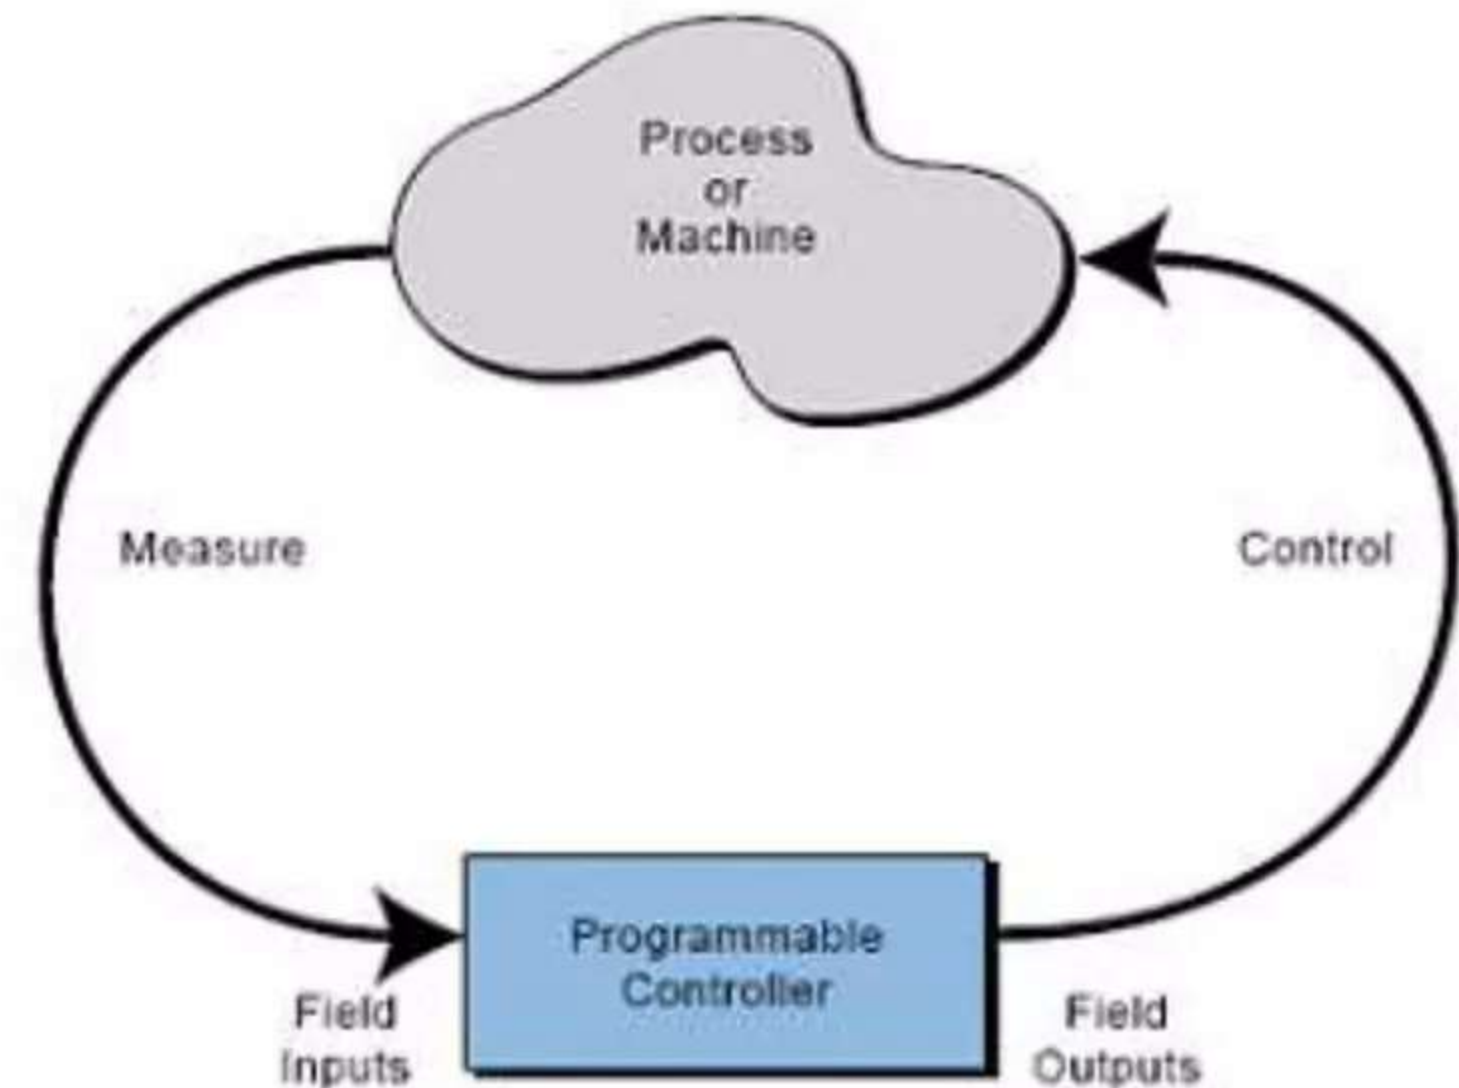 Process
or
Machine
Measure
Control
Programmable
Controller
Field
Inputs
Field
Outputs